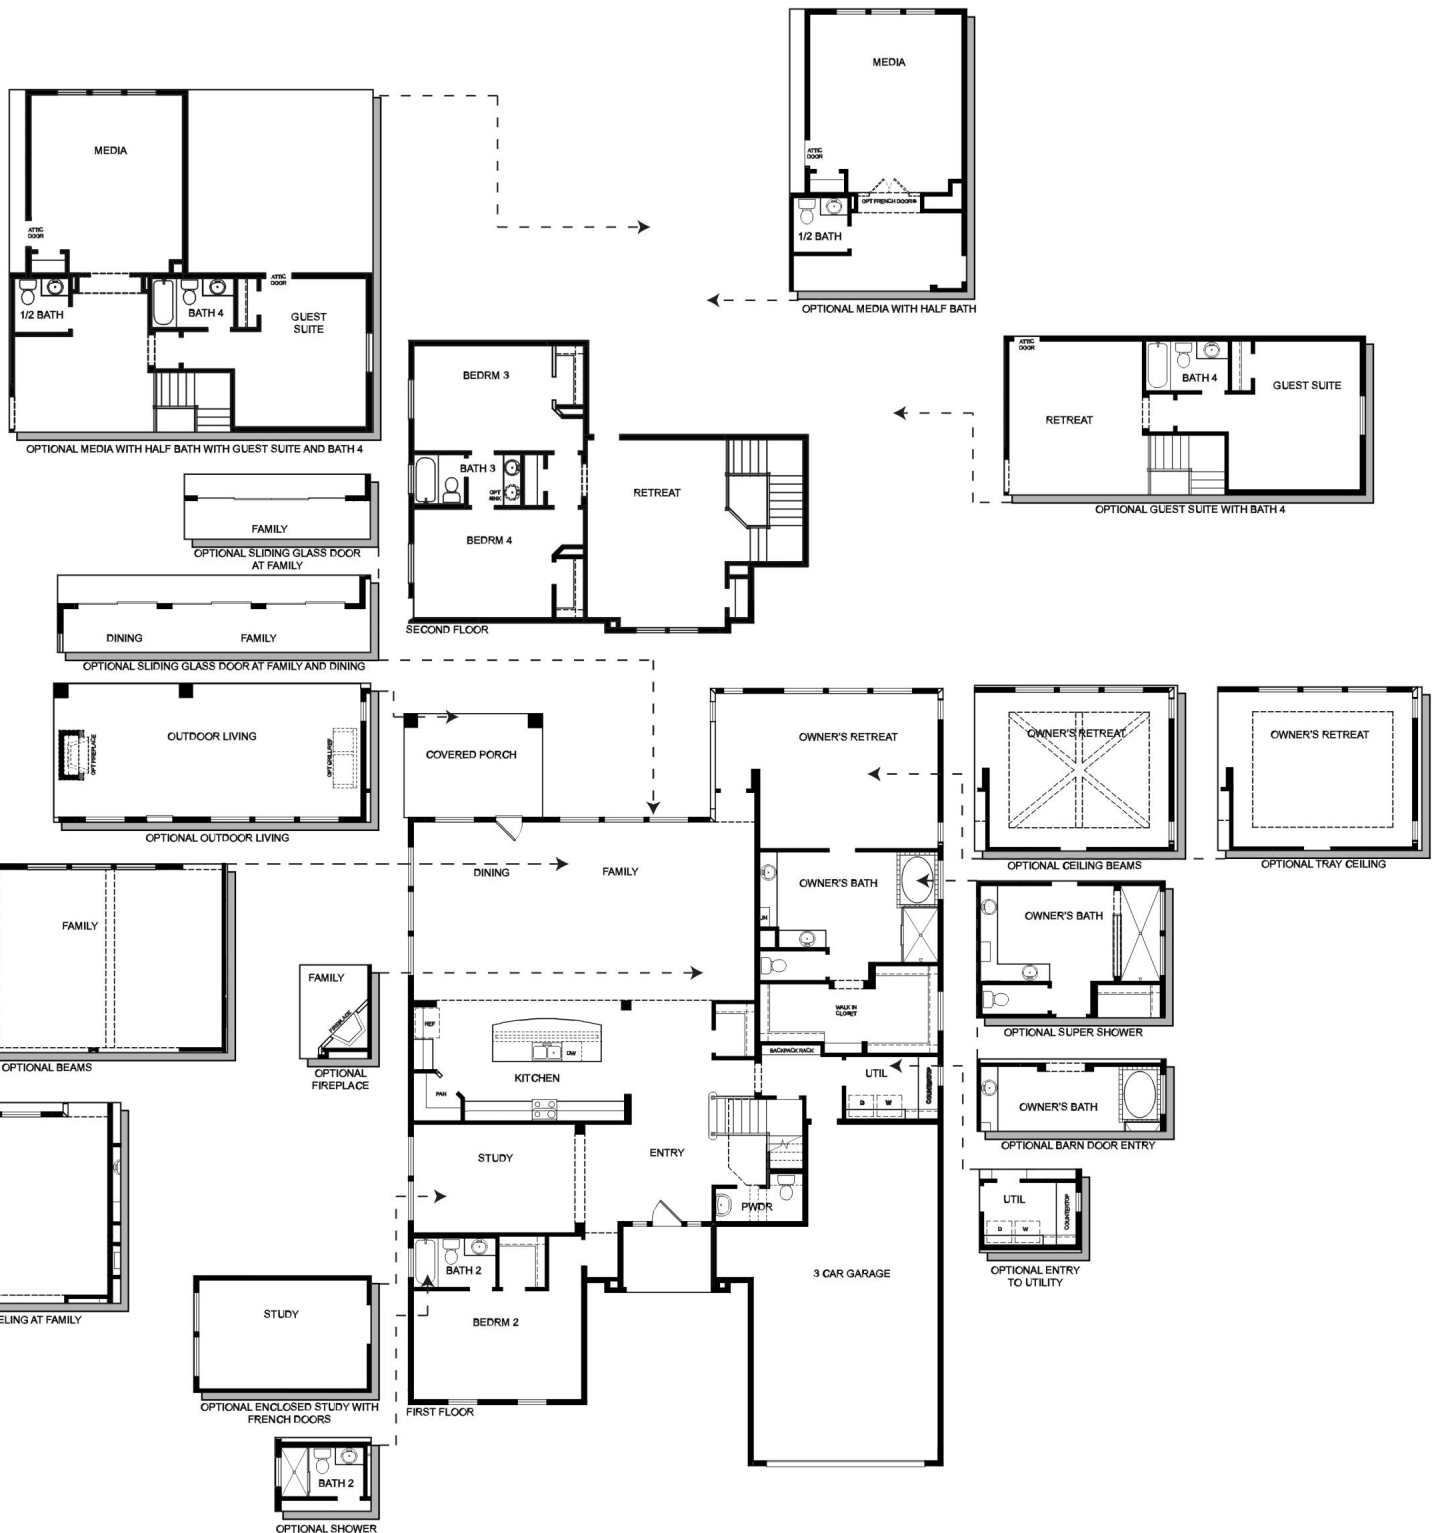 MEDIA
ATTIC
DOOR
OPT FRENCH DOORS
1/2 BATH
OPTIONAL MEDIA WITH HALF BATH
MEDIA
ATTIC
DOOR
1/2 BATH
BATH 4
ATTIC
DOOR
GUEST
SUITE
OPTIONAL MEDIA WITH HALF BATH WITH GUEST SUITE AND BATH 4
ATTIC
DOOR
RETREAT
BATH 4
GUEST SUITE
OPTIONAL GUEST SUITE WITH BATH 4
BEDRM 3
BATH 3
OPT
SINK
BEDRM 4
RETREAT
SECOND FLOOR
FAMILY
OPTIONAL SLIDING GLASS DOOR
AT FAMILY
DINING
FAMILY
OPTIONAL SLIDING GLASS DOOR AT FAMILY AND DINING
OUTDOOR LIVING
OPT FIREPLACE
OPT GRILL/REF
OPTIONAL OUTDOOR LIVING
COVERED PORCH
OWNER'S RETREAT
OWNER'S RETREAT
OPTIONAL CEILING BEAMS
OWNER'S RETREAT
OPTIONAL TRAY CEILING
DINING
FAMILY
OWNER'S BATH
LIN
WALK IN
CLOSET
BACKPACK RACK
UTIL
COUNTERTOP
D
W
REF
DW
KITCHEN
PAN
STUDY
ENTRY
PWDR
BATH 2
BEDRM 2
3 CAR GARAGE
FIRST FLOOR
FAMILY
OPTIONAL BEAMS
FAMILY
FIREPLACE
OPTIONAL
FIREPLACE
ELING AT FAMILY
STUDY
OPTIONAL ENCLOSED STUDY WITH
FRENCH DOORS
BATH 2
OPTIONAL SHOWER
OWNER'S BATH
OPTIONAL SUPER SHOWER
OWNER'S BATH
OPTIONAL BARN DOOR ENTRY
UTIL
COUNTERTOP
D
W
OPTIONAL ENTRY
TO UTILITY